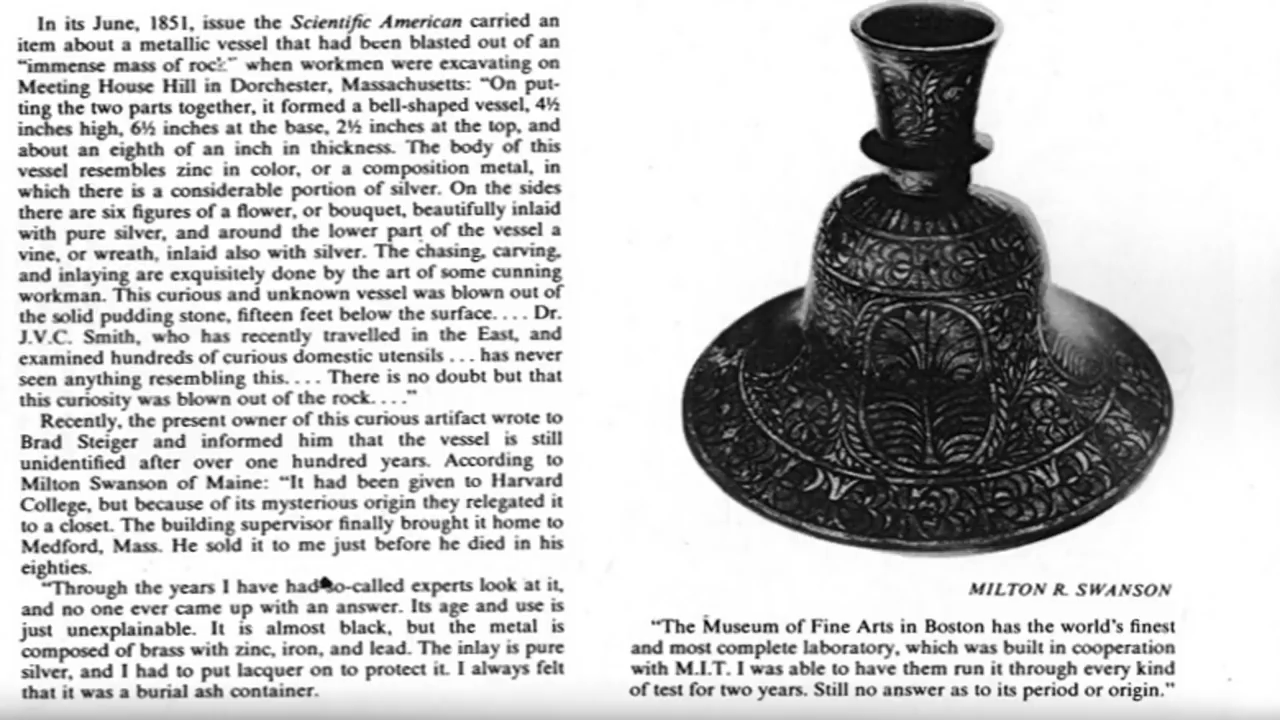 In its June, 1851, issue the Scientific American carried an
item about a metallic vessel that had been blasted out of an
“immense mass of rock” when workmen were excavating on
Meeting House Hill in Dorchester, Massachusetts: “On put-
ting the two parts together, it formed a bell-shaped vessel, 4½
inches high, 6½ inches at the base, 2½ inches at the top, and
about an eighth of an inch in thickness. The body of this
vessel resembles zinc in color, or a composition metal, in
which there is a considerable portion of silver. On the sides
there are six figures of a flower, or bouquet, beautifully inlaid
with pure silver, and around the lower part of the vessel a
vine, or wreath, inlaid also with silver. The chasing, carving,
and inlaying are exquisitely done by the art of some cunning
workman. This curious and unknown vessel was blown out of
the solid pudding stone, fifteen feet below the surface.... Dr.
J.V.C. Smith, who has recently travelled in the East, and
examined hundreds of curious domestic utensils ... has never
seen anything resembling this.... There is no doubt but that
this curiosity was blown out of the rock....”
Recently, the present owner of this curious artifact wrote to
Brad Steiger and informed him that the vessel is still
unidentified after over one hundred years. According to
Milton Swanson of Maine: “It had been given to Harvard
College, but because of its mysterious origin they relegated it
to a closet. The building supervisor finally brought it home to
Medford, Mass. He sold it to me just before he died in his
eighties.
“Through the years I have had so-called experts look at it,
and no one ever came up with an answer. Its age and use is
just unexplainable. It is almost black, but the metal is
composed of brass with zinc, iron, and lead. The inlay is pure
silver, and I had to put lacquer on to protect it. I always felt
that it was a burial ash container.
MILTON R. SWANSON
“The Museum of Fine Arts in Boston has the world’s finest
and most complete laboratory, which was built in cooperation
with M.I.T. I was able to have them run it through every kind
of test for two years. Still no answer as to its period or origin.”